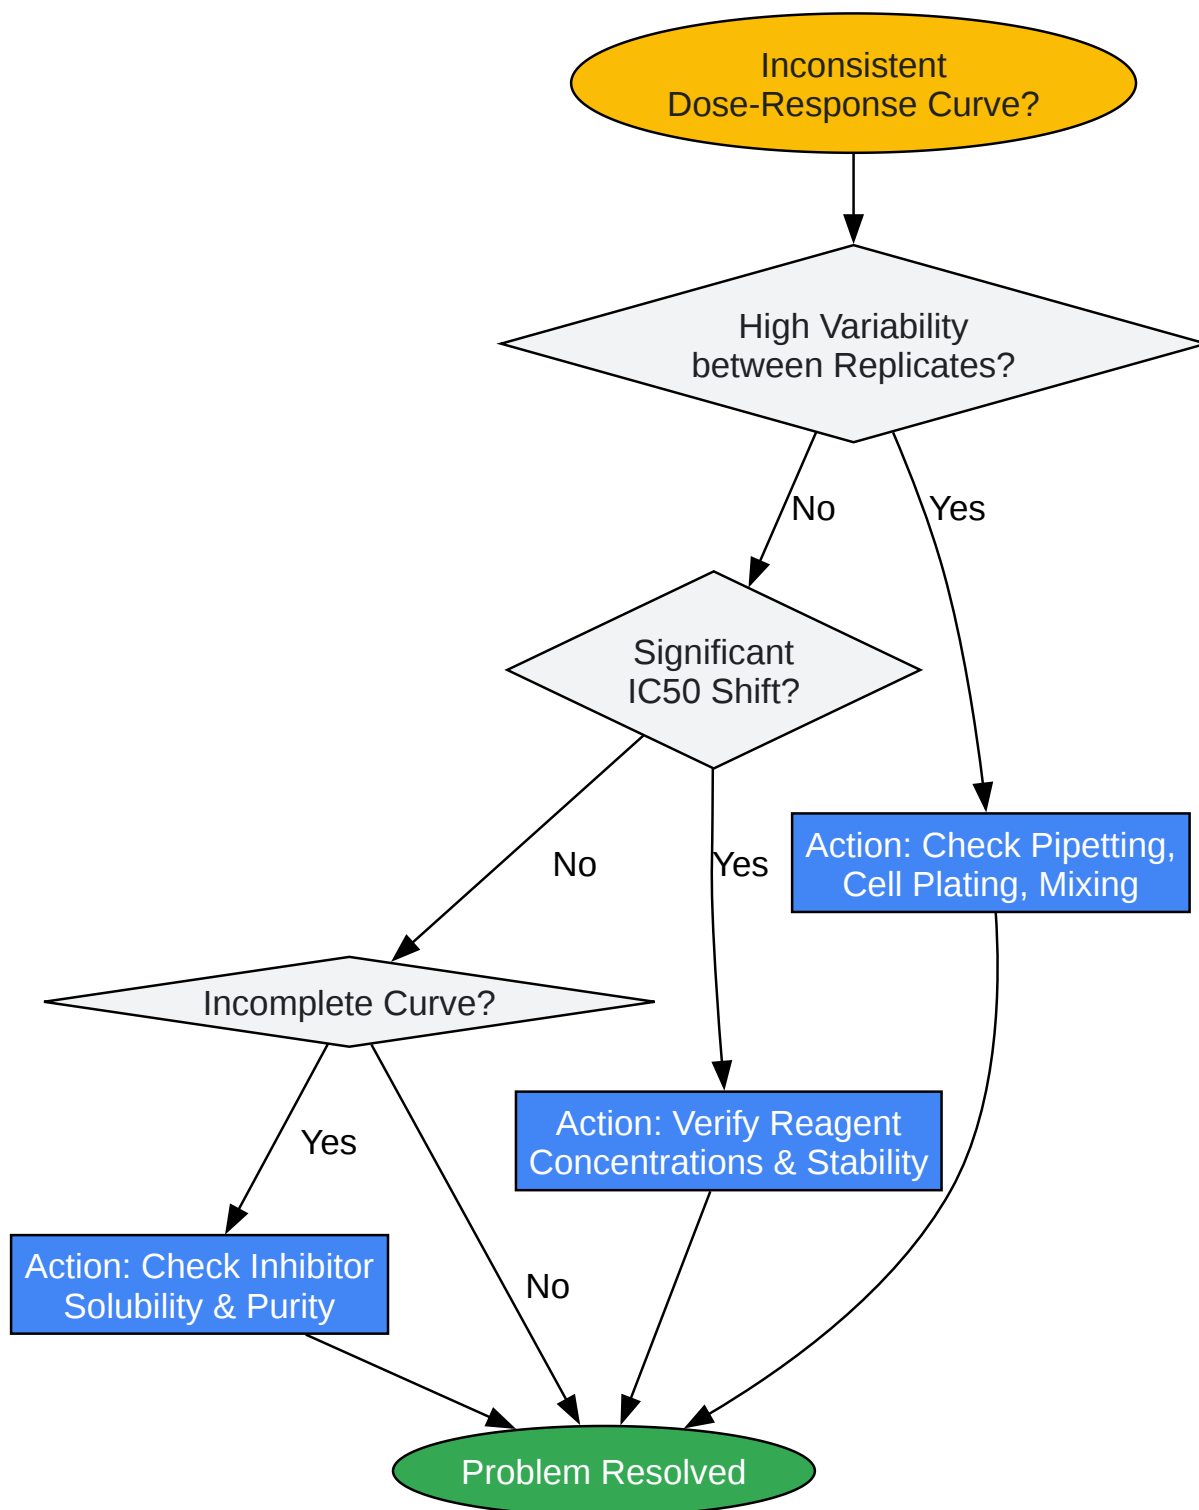 Inconsistent
Dose-Response Curve?
High Variability
between Replicates?
No
Yes
Significant
IC50 Shift?
No
Yes
Action: Check Pipetting,
Cell Plating, Mixing
Incomplete Curve?
Yes
Action: Verify Reagent
Concentrations & Stability
Action: Check Inhibitor
Solubility & Purity
No
Problem Resolved